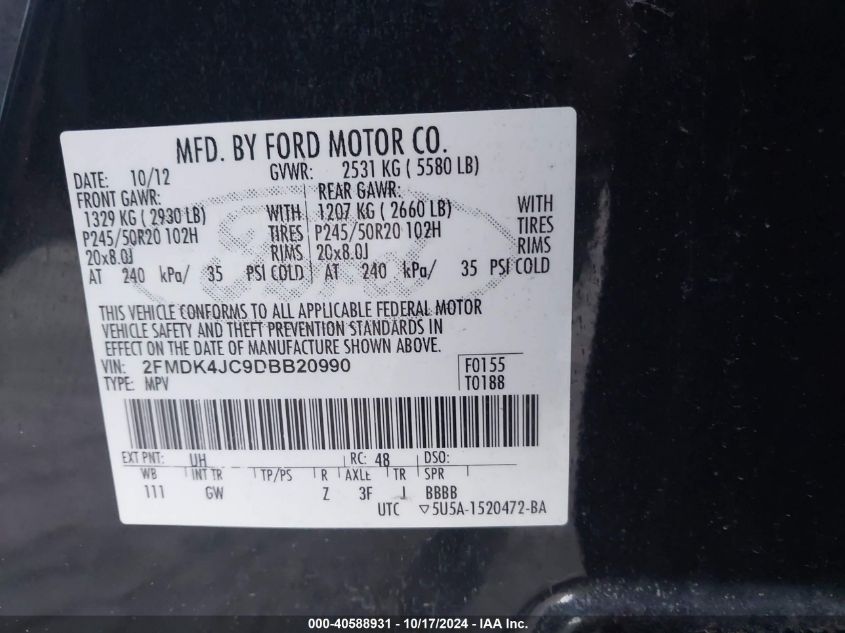 MFD. BY FORD MOTOR CO.
DATE: 10/12 GVWR: 2531 KG ( 5580 LB)
FRONT GAWR: REAR GAWR:
1329 KG ( 2930 LB) WITH 1207 KG ( 2660 LB) WITH
P245/50R20 102H TIRES P245/50R20 102H TIRES
20x8.0J RIMS 20x8.0J RIMS
AT 240 kPa/ 35 PSI COLD AT 240 kPa/ 35 PSI COLD
THIS VEHICLE CONFORMS TO ALL APPLICABLE FEDERAL MOTOR
VEHICLE SAFETY AND THEFT PREVENTION STANDARDS IN
EFFECT ON THE DATE OF MANUFACTURE SHOWN ABOVE.
VIN: 2FMDK4JC9DBB20990 F0155
TYPE: MPV T0188
EXT PNT: UH RC: 48 DSO:
WB INT TR TP/PS R AXLE TR SPR
111 GW Z 3F J BBBB
UTC ▽5U5A-1520472-BA
000-40588931 - 10/17/2024 - IAA Inc.